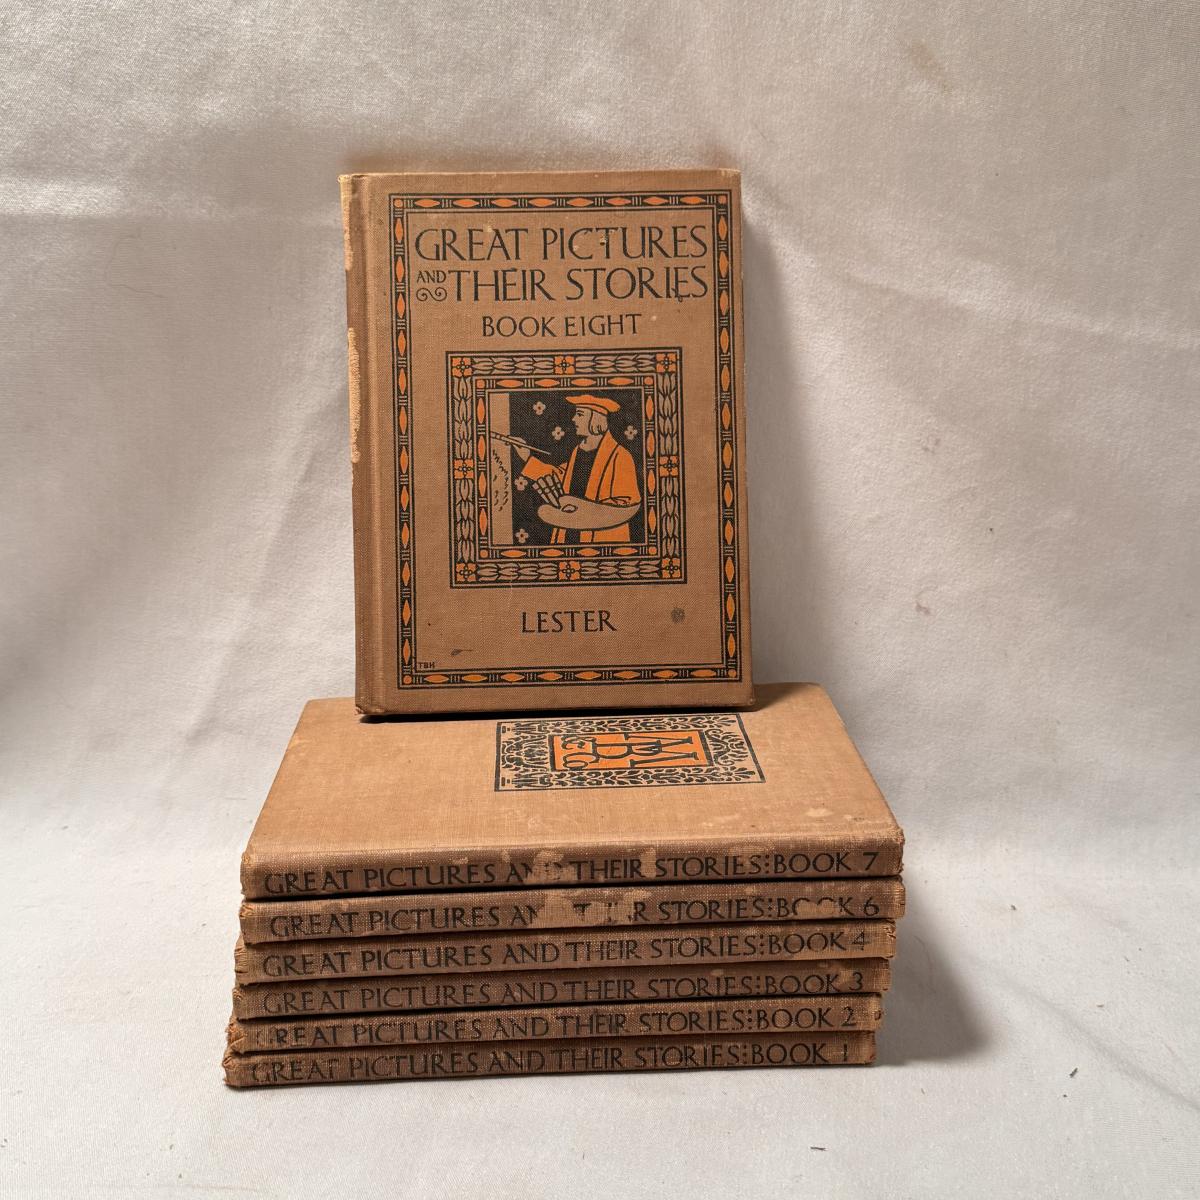 GREAT PICTURES
AND THEIR STORIES
BOOK EIGHT
LESTER
TBH
GREAT PICTURES AND THEIR STORIES:BOOK 7
GREAT PICTURES AN THEIR STORIES:BOOK 6
GREAT PICTURES AND THEIR STORIES:BOOK 4
GREAT PICTURES AND THEIR STORIES:BOOK 3
GREAT PICTURES AND THEIR STORIES:BOOK 2
GREAT PICTURES AND THEIR STORIES:BOOK 1